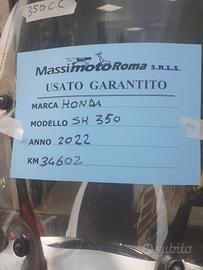 350 C.C.
MassimotoRoma S.R.L.S.
USATO GARANTITO
MARCA HONDA
MODELLO SH 350
ANNO 2022
KM 34602
subito